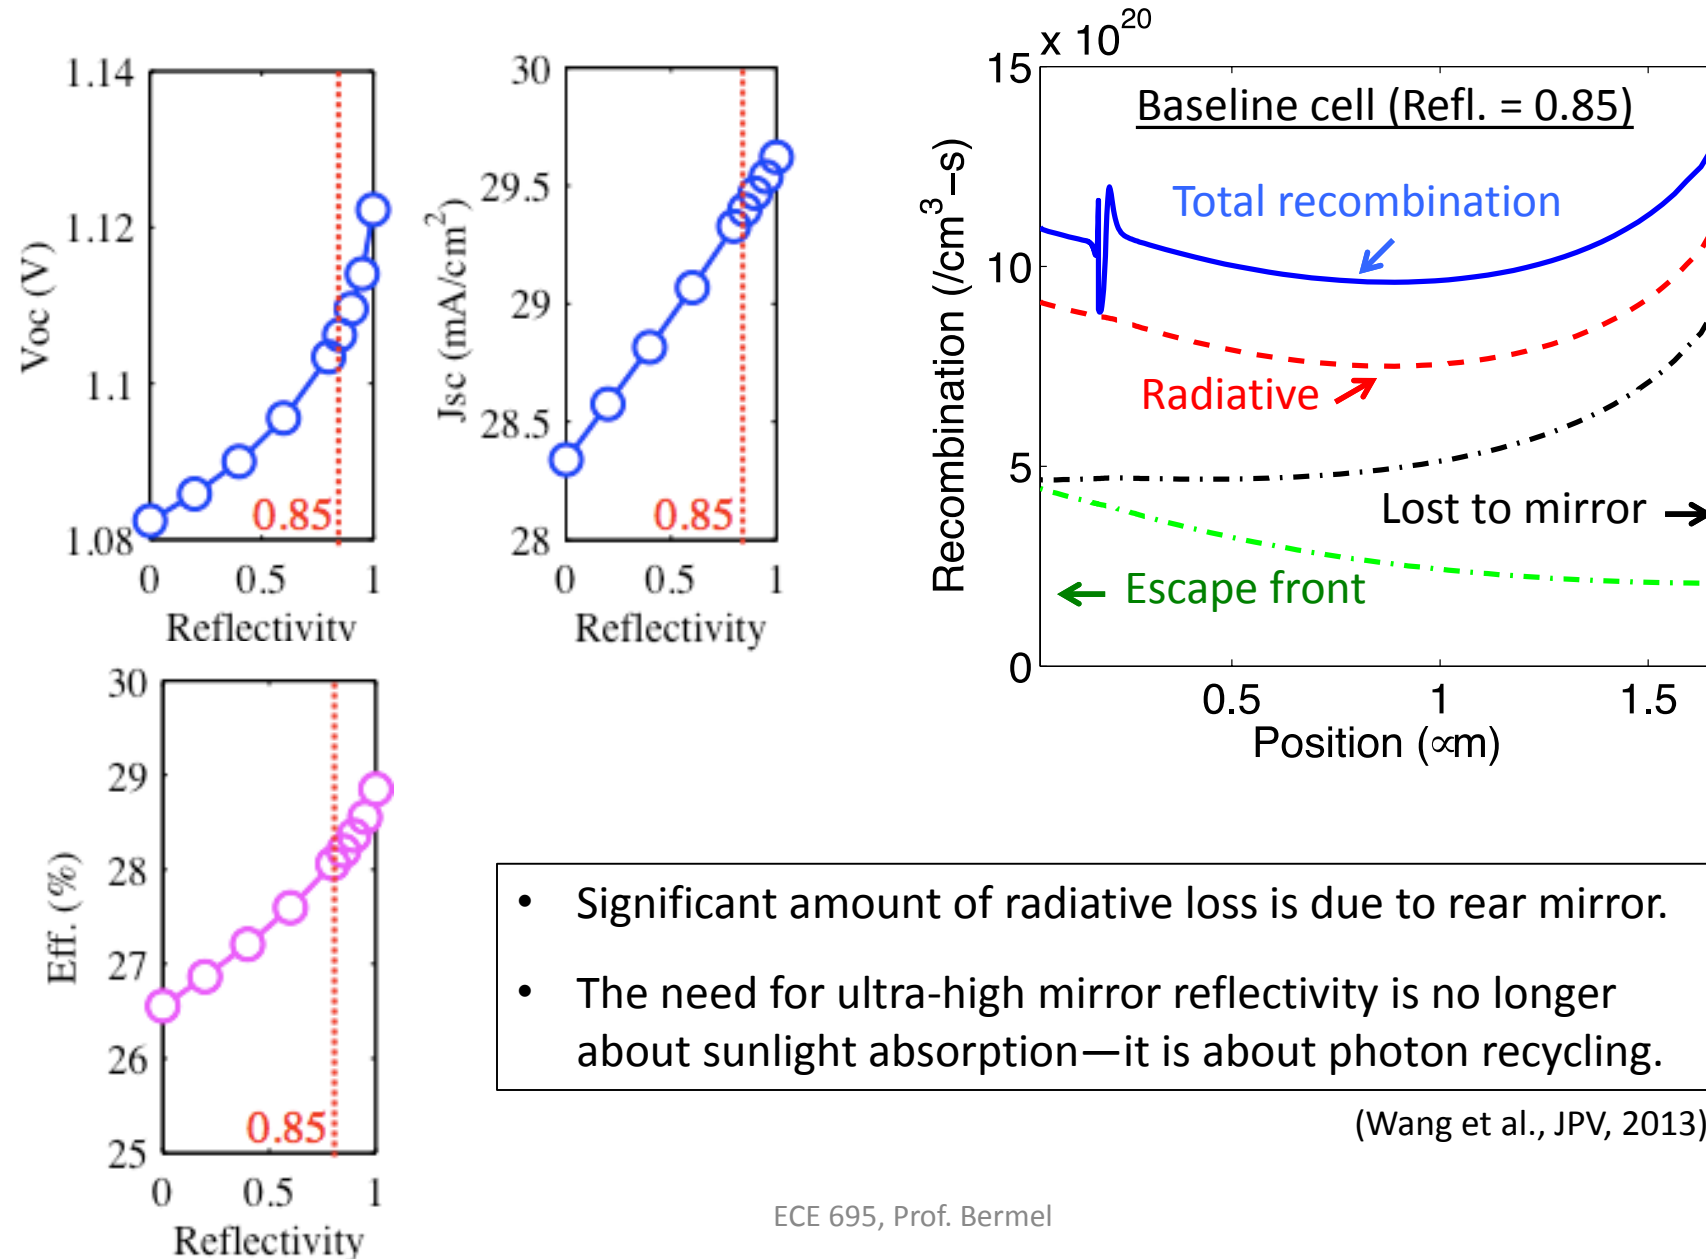 1.14
1.12
1.1
1.08
Voc (V)
0.85
0
0.5
1
Reflectivity
30
29.5
29
28.5
28
Jsc (mA/cm²)
0.85
0
0.5
1
Reflectivity
x 10²⁰
15
10
5
0
Recombination (/cm³–s)
Baseline cell (Refl. = 0.85)
Total recombination
Radiative
Lost to mirror
Escape front
0.5
1
1.5
Position (∝m)
30
29
28
27
26
25
Eff. (%)
0.85
0
0.5
1
Reflectivity
• Significant amount of radiative loss is due to rear mirror.
• The need for ultra-high mirror reflectivity is no longer
about sunlight absorption—it is about photon recycling.
(Wang et al., JPV, 2013)
ECE 695, Prof. Bermel